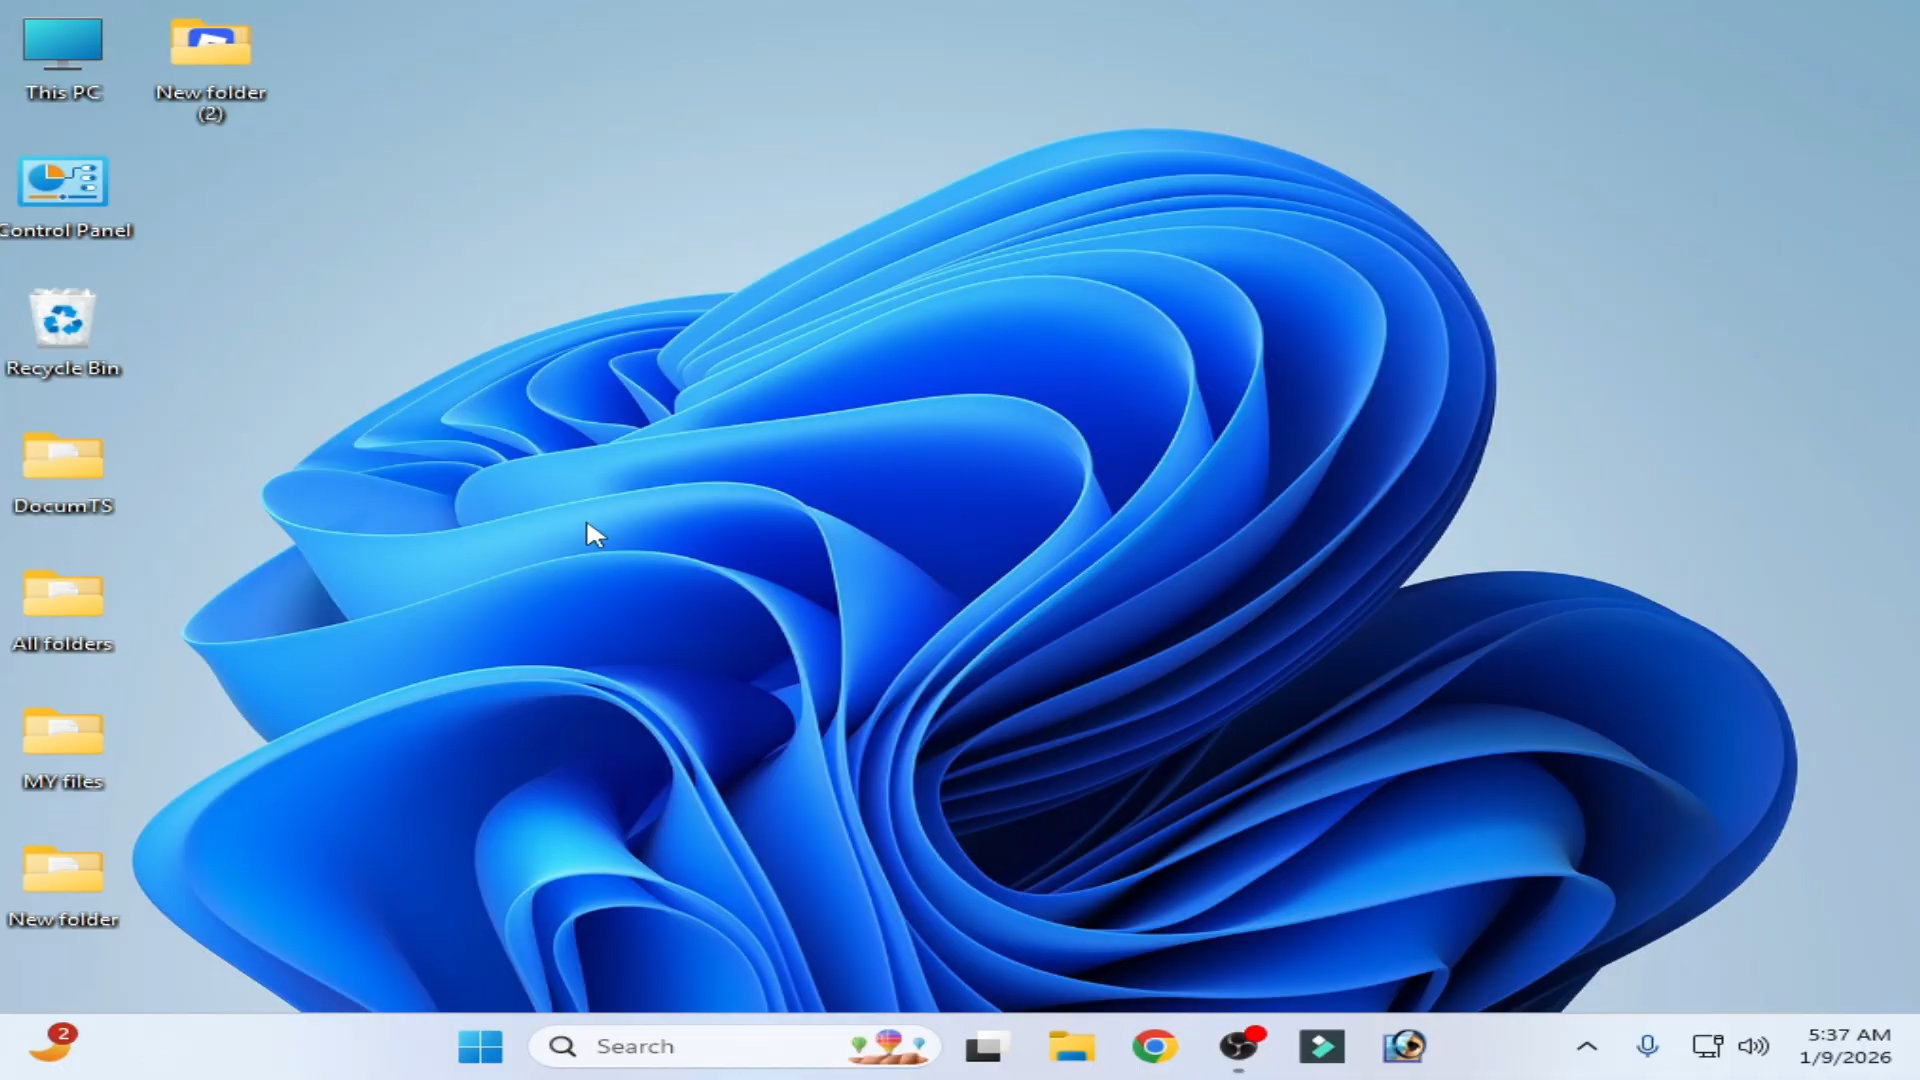 This PC
New folder
(2)
Control Panel
Recycle Bin
DocumTS
All folders
MY files
New folder
2
Search
5:37 AM
1/9/2026